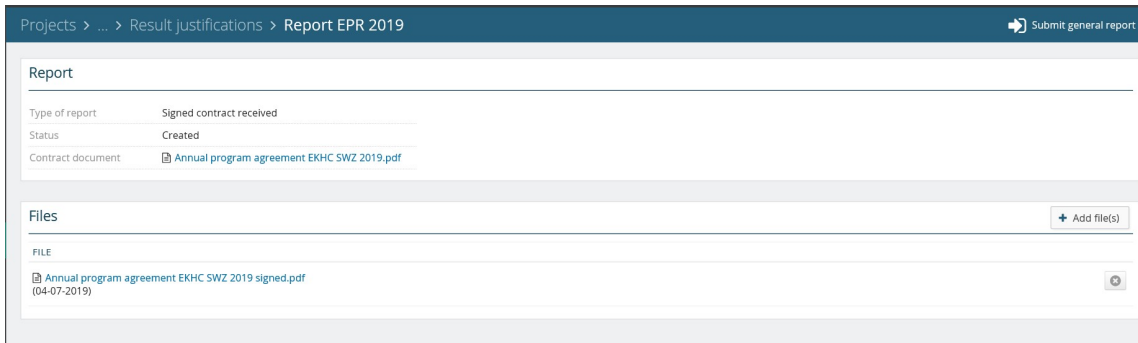 Projects > ... > Result justifications > Report EPR 2019
Submit general report
Report
Type of report Signed contract received
Status Created
Contract document Annual program agreement EKHC SWZ 2019.pdf
Files
+ Add file(s)
FILE
Annual program agreement EKHC SWZ 2019 signed.pdf
(04-07-2019)